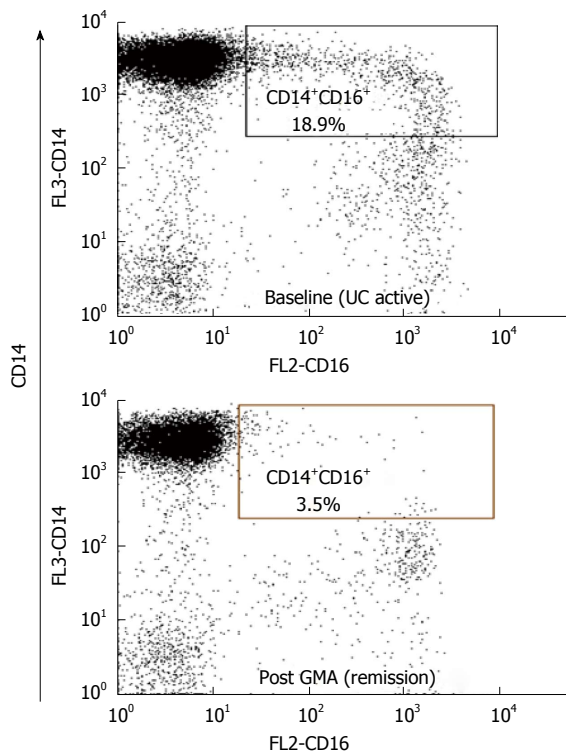 CD14
FL3-CD14
10⁴
10³
10²
10¹
10⁰
CD14⁺CD16⁺
18.9%
Baseline (UC active)
10⁰ 10¹ 10² 10³ 10⁴
FL2-CD16
FL3-CD14
10⁴
10³
10²
10¹
10⁰
CD14⁺CD16⁺
3.5%
Post GMA (remission)
10⁰ 10¹ 10² 10³ 10⁴
FL2-CD16